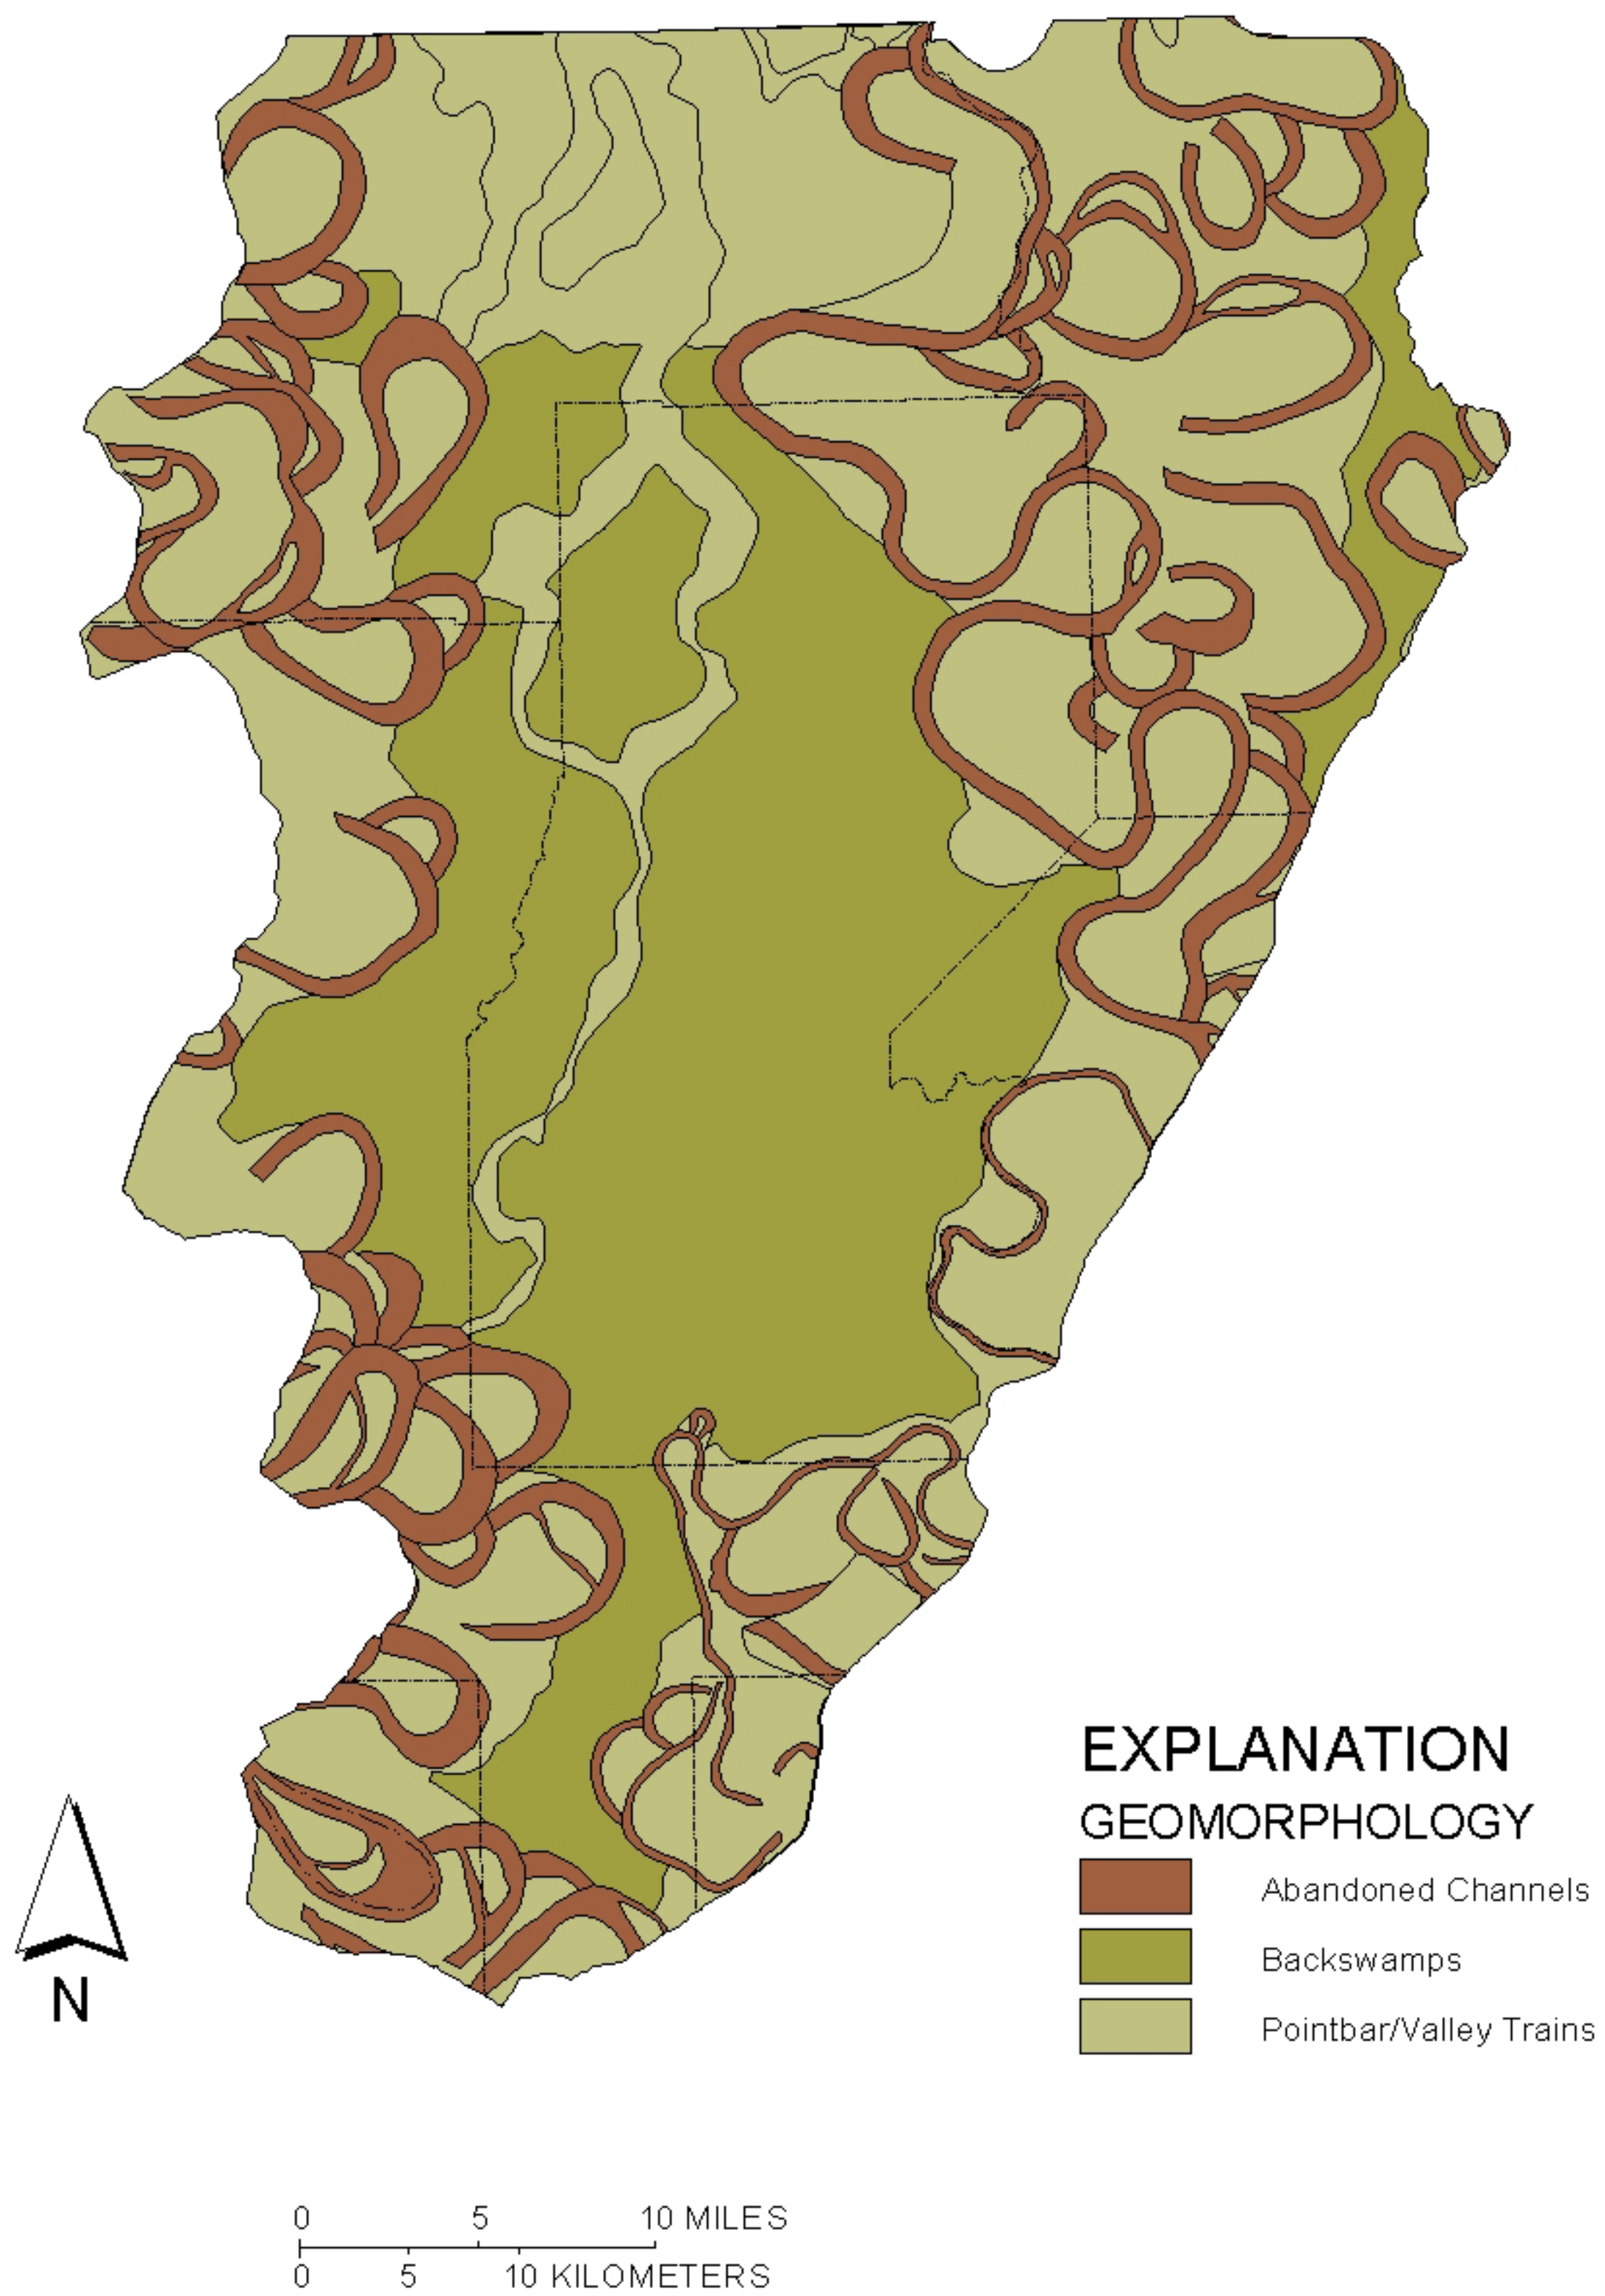 EXPLANATION
GEOMORPHOLOGY
Abandoned Channels
Backswamps
Pointbar/Valley Trains
N
0 5 10 MILES
0 5 10 KILOMETERS